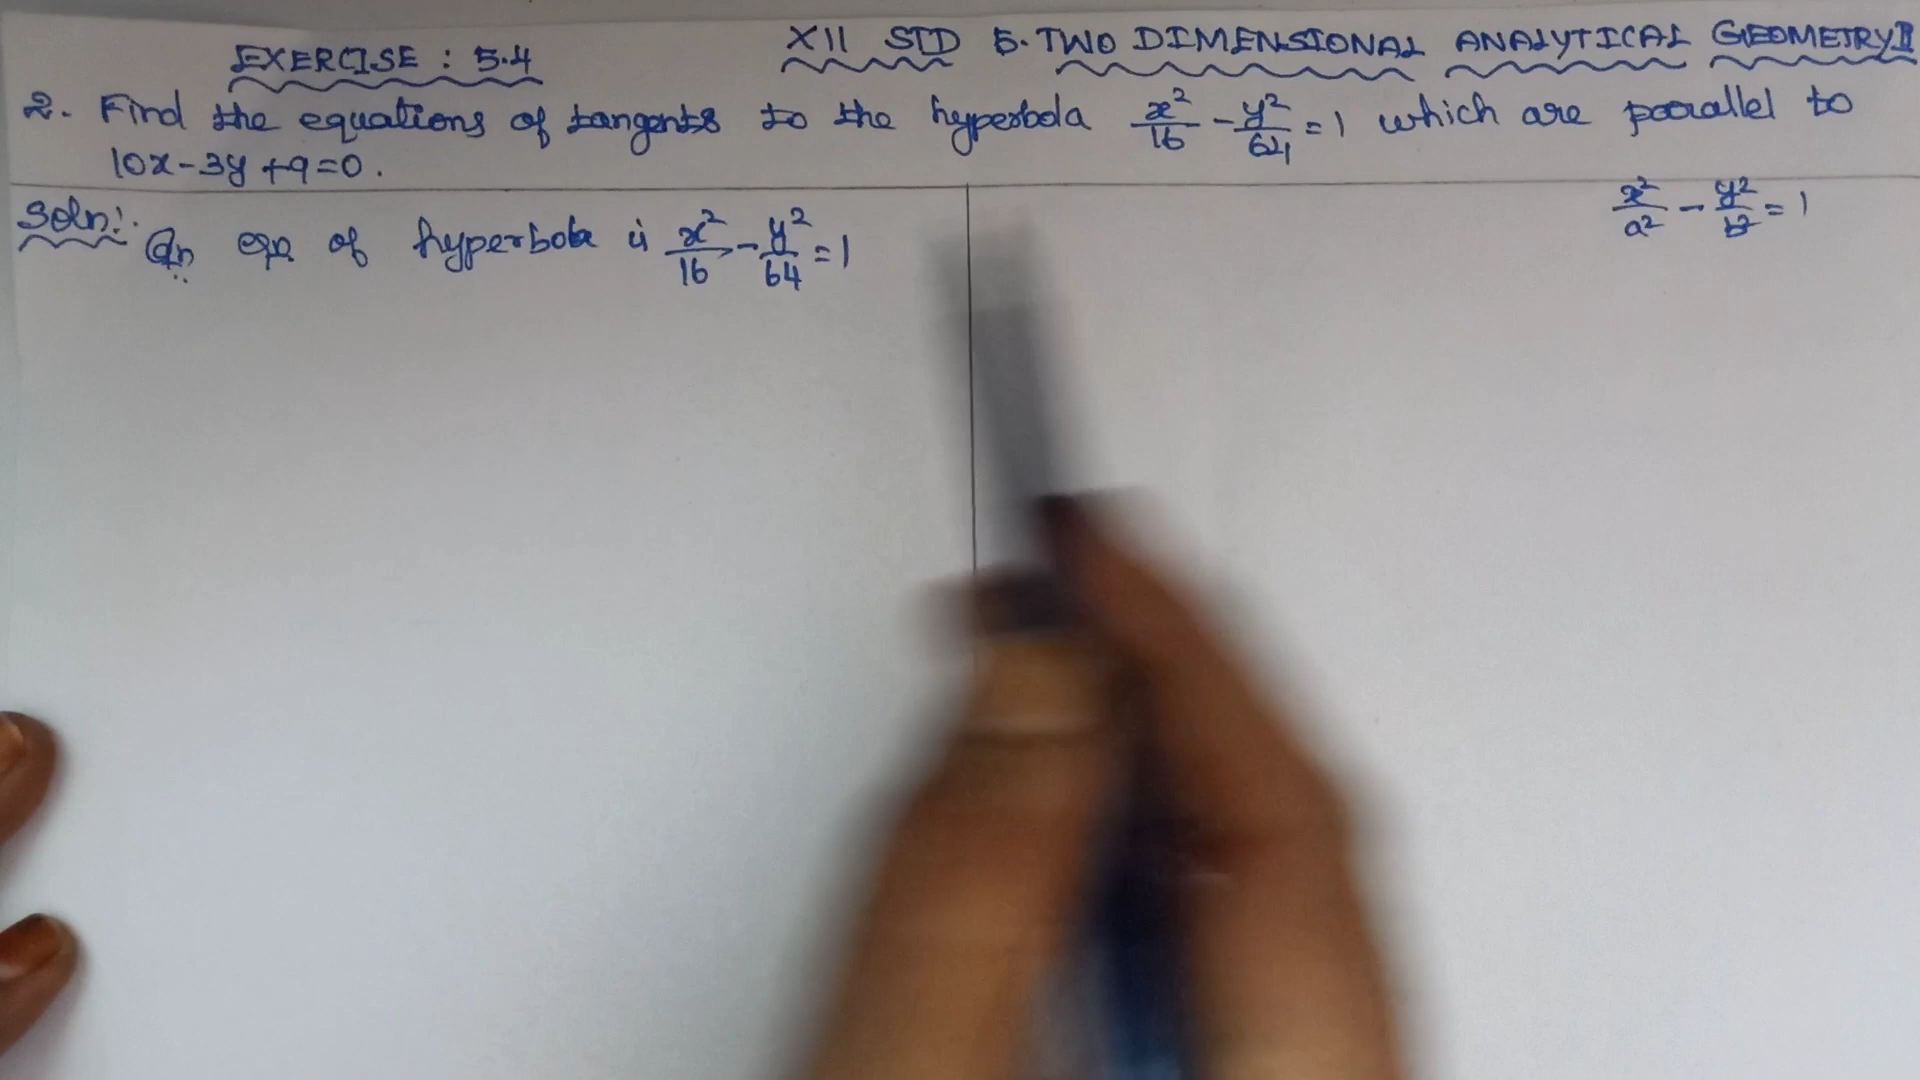 EXERCISE : 5.4 XII STD 5. TWO DIMENSIONAL ANALYTICAL GEOMETRY II
2. Find the equations of tangents to the hyperbola x²/16 - y²/64 = 1 which are parallel to
10x - 3y + 9 = 0.
Soln:
Gn eqn of hyperbola is x²/16 - y²/64 = 1
x²/a² - y²/b² = 1